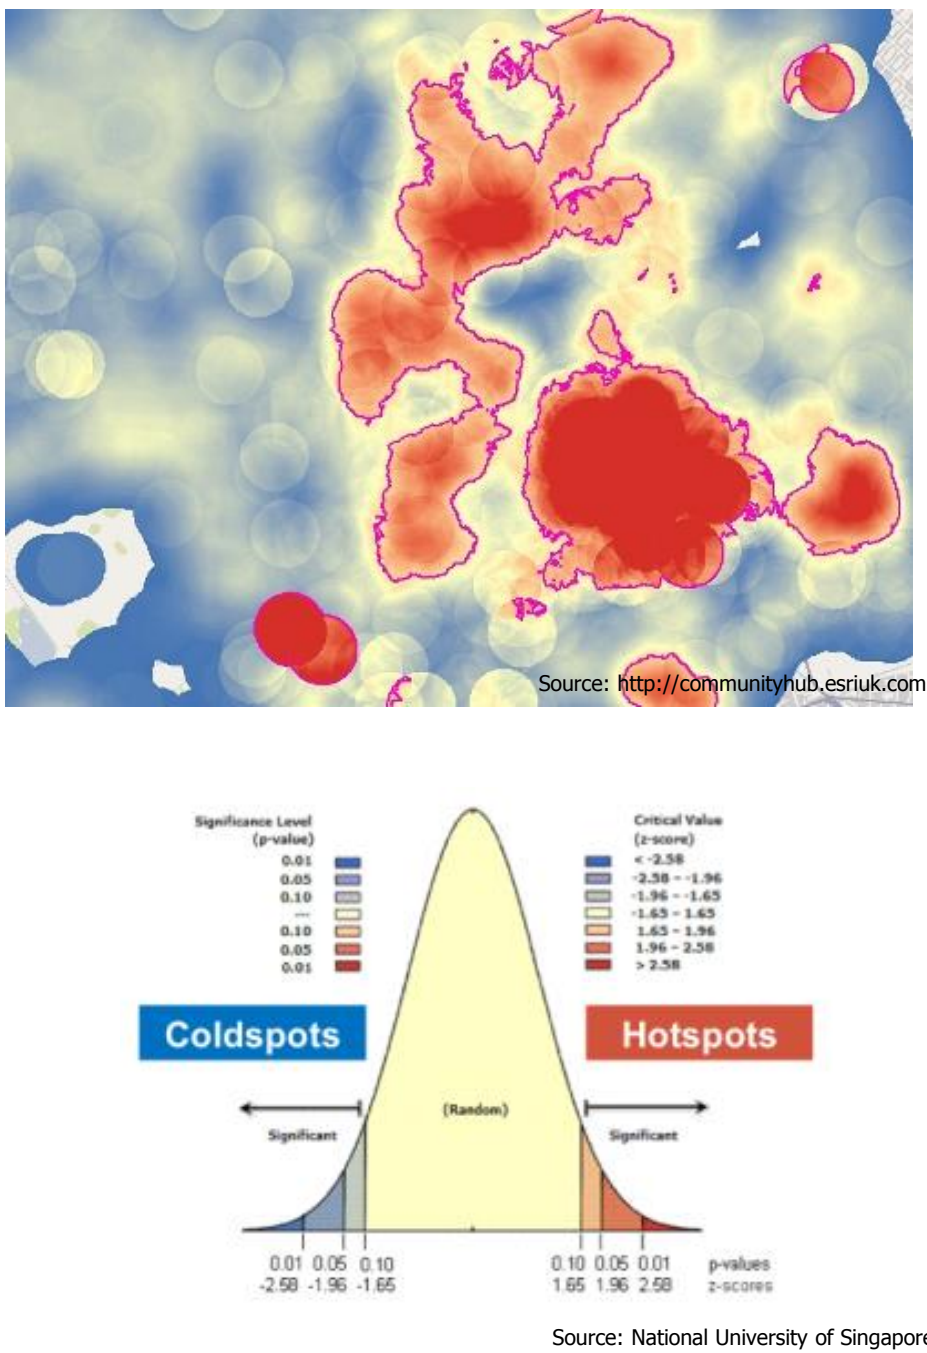 Source: http://communityhub.esriuk.com
Significance Level
(p-value)
0.01
0.05
0.10
---
0.10
0.05
0.01
Critical Value
(z-score)
< -2.58
-2.58 - -1.96
-1.96 - -1.65
-1.65 - 1.65
1.65 - 1.96
1.96 - 2.58
> 2.58
Coldspots
Hotspots
(Random)
Significant
Significant
0.01 0.05 0.10
-2.58 -1.96 -1.65
0.10 0.05 0.01 p-values
1.65 1.96 2.58 z-scores
Source: National University of Singapore